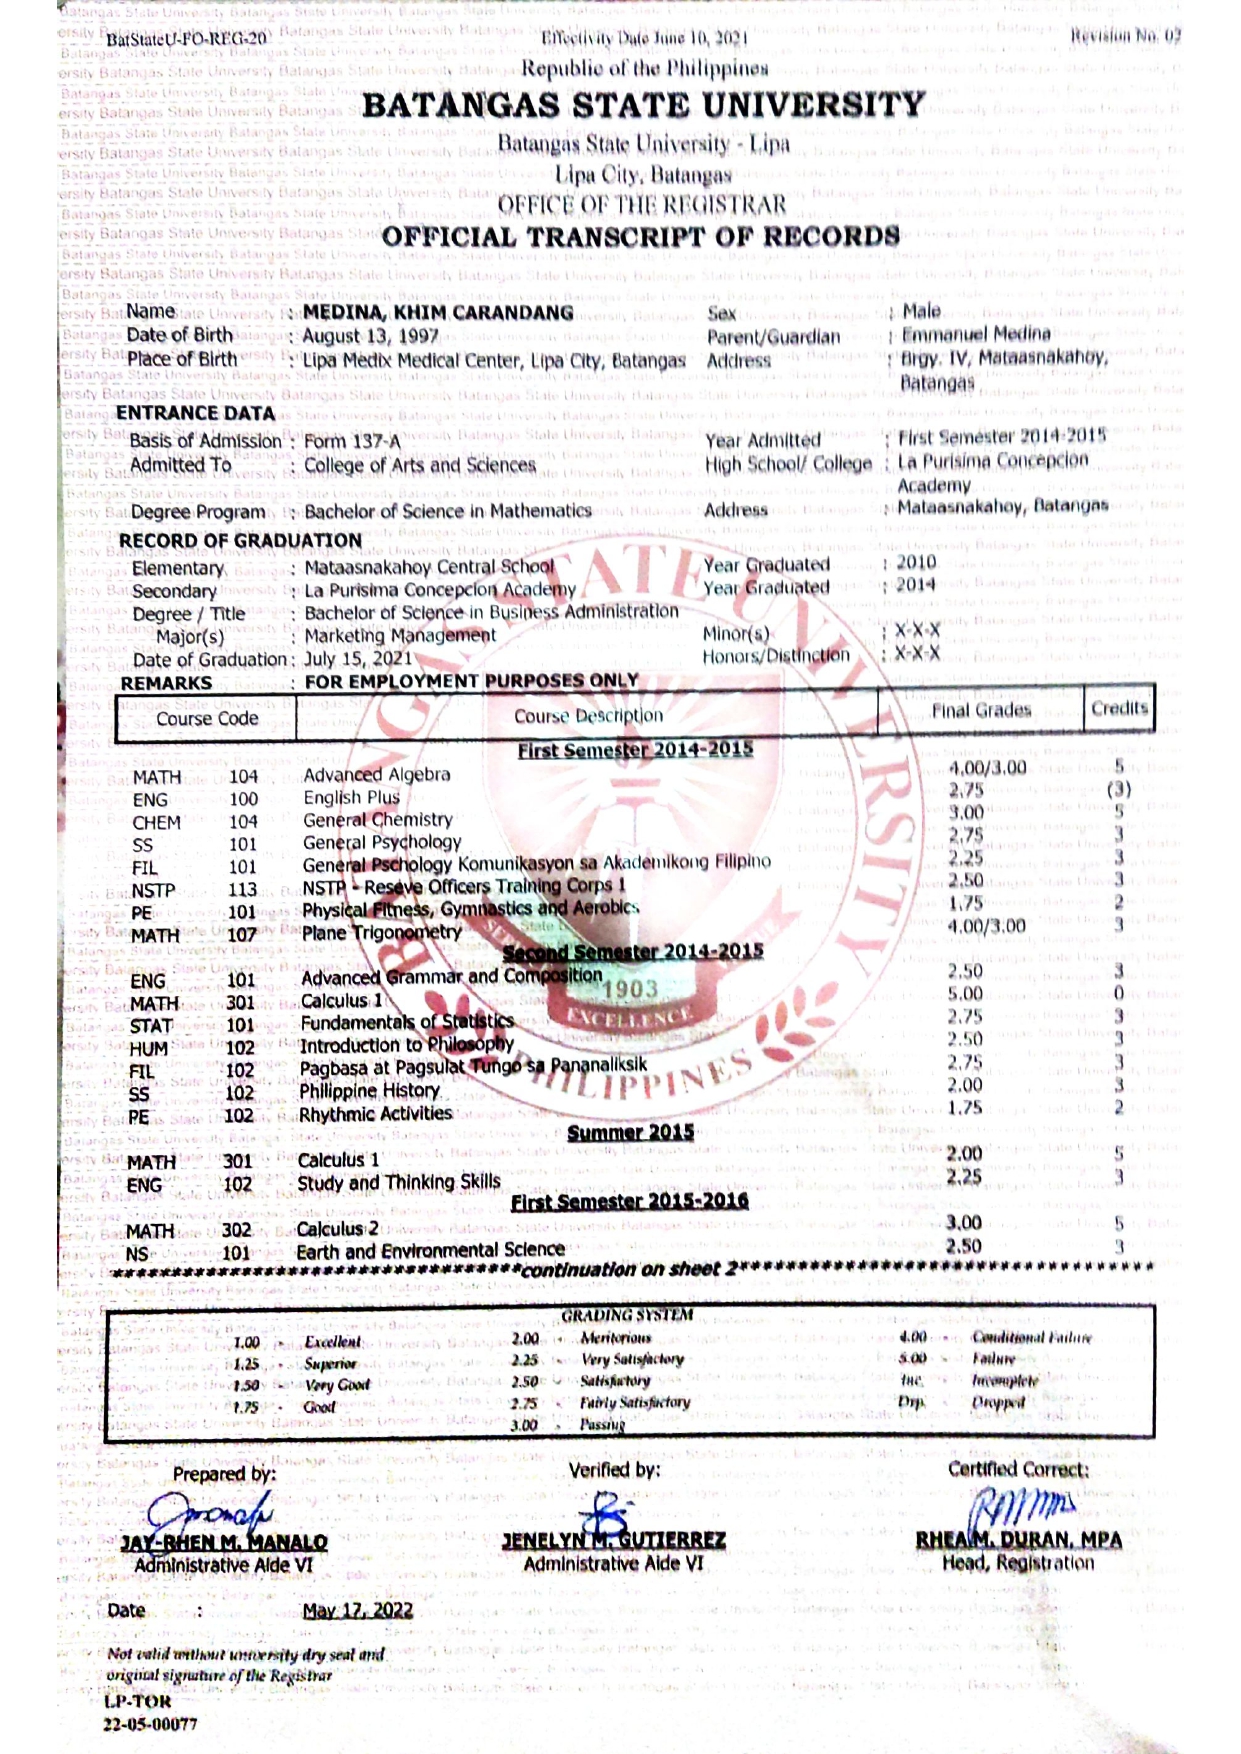 BatStateU-FO-REG-20 Effectivity Date June 10, 2021 Revision No. 02
Republic of the Philippines
BATANGAS STATE UNIVERSITY
Batangas State University - Lipa
Lipa City, Batangas
OFFICE OF THE REGISTRAR
OFFICIAL TRANSCRIPT OF RECORDS
Name : MEDINA, KHIM CARANDANG Sex : Male
Date of Birth : August 13, 1997 Parent/Guardian : Emmanuel Medina
Place of Birth : Lipa Medix Medical Center, Lipa City, Batangas Address : Brgy. IV, Mataasnakahoy,
Batangas
ENTRANCE DATA
Basis of Admission : Form 137-A Year Admitted : First Semester 2014-2015
Admitted To : College of Arts and Sciences High School/ College : La Purisima Concepcion
Academy
Degree Program : Bachelor of Science in Mathematics Address : Mataasnakahoy, Batangas
RECORD OF GRADUATION
Elementary : Mataasnakahoy Central School Year Graduated : 2010
Secondary : La Purisima Concepcion Academy Year Graduated : 2014
Degree / Title : Bachelor of Science in Business Administration
Major(s) : Marketing Management Minor(s) : X-X-X
Date of Graduation : July 15, 2021 Honors/Distinction : X-X-X
REMARKS : FOR EMPLOYMENT PURPOSES ONLY
Course Code Course Description Final Grades Credits
First Semester 2014-2015
MATH 104 Advanced Algebra 4.00/3.00 5
ENG 100 English Plus 2.75 (3)
CHEM 104 General Chemistry 3.00 5
SS 101 General Psychology 2.75 3
FIL 101 General Pschology Komunikasyon sa Akademikong Filipino 2.25 3
NSTP 113 NSTP - Reseve Officers Training Corps 1 2.50 3
PE 101 Physical Fitness, Gymnastics and Aerobics 1.75 2
MATH 107 Plane Trigonometry 4.00/3.00 3
Second Semester 2014-2015
ENG 101 Advanced Grammar and Composition 2.50 3
MATH 301 Calculus 1 5.00 0
STAT 101 Fundamentals of Statistics 2.75 3
HUM 102 Introduction to Philosophy 2.50 3
FIL 102 Pagbasa at Pagsulat Tungo sa Pananaliksik 2.75 3
SS 102 Philippine History 2.00 3
PE 102 Rhythmic Activities 1.75 2
Summer 2015
MATH 301 Calculus 1 2.00 5
ENG 102 Study and Thinking Skills 2.25 3
First Semester 2015-2016
MATH 302 Calculus 2 3.00 5
NS 101 Earth and Environmental Science 2.50 3
**********************************continuation on sheet 2***********************************
GRADING SYSTEM
1.00 - Excellent 2.00 - Meritorious 4.00 - Conditional Failure
1.25 - Superior 2.25 - Very Satisfactory 5.00 - Failure
1.50 - Very Good 2.50 - Satisfactory Inc. - Incomplete
1.75 - Good 2.75 - Fairly Satisfactory Drp. - Dropped
3.00 - Passing
Prepared by: Verified by: Certified Correct:
JAY-RHEN M. MANALO JENELYN M. GUTIERREZ RHEA M. DURAN, MPA
Administrative Aide VI Administrative Aide VI Head, Registration
Date : May 17, 2022
Not valid without university dry seal and
original signature of the Registrar
LP-TOR
22-05-00077
BATANGAS STATE UNIVERSITY
1903
EXCELLENCE
PHILIPPINES